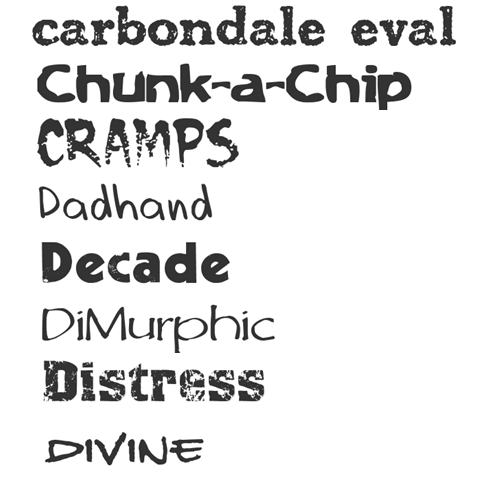 carbondale eval
Chunk-a-Chip
CRAMPS
Dadhand
Decade
DiMurphic
Distress
DIVINE